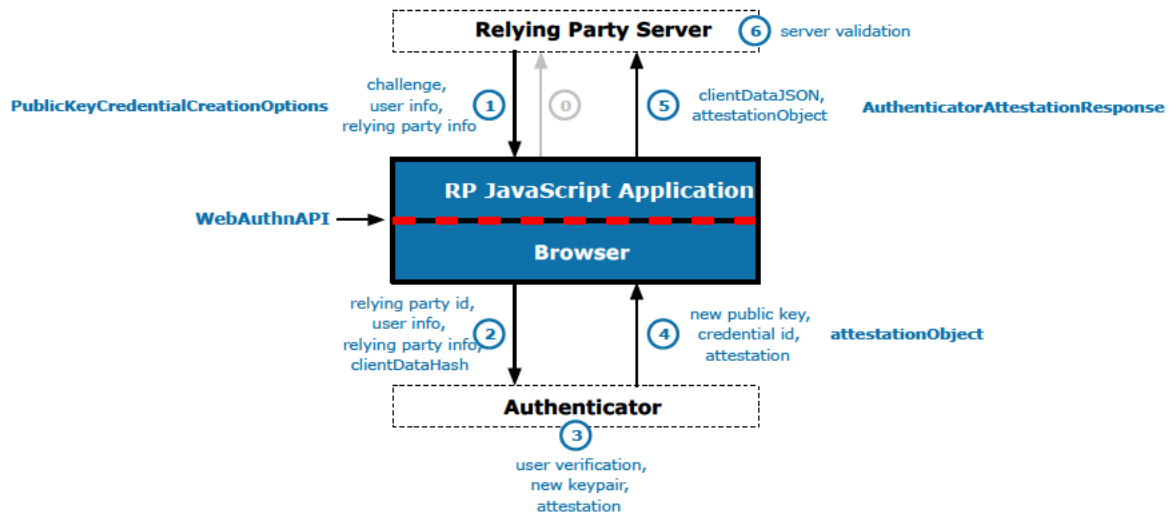 Relying Party Server
6 server validation
PublicKeyCredentialCreationOptions
challenge,
user info,
relying party info
1
0
5
clientDataJSON,
attestationObject
AuthenticatorAttestationResponse
RP JavaScript Application
WebAuthnAPI
Browser
relying party id,
user info,
relying party info,
clientDataHash
2
4
new public key,
credential id,
attestation
attestationObject
Authenticator
3
user verification,
new keypair,
attestation